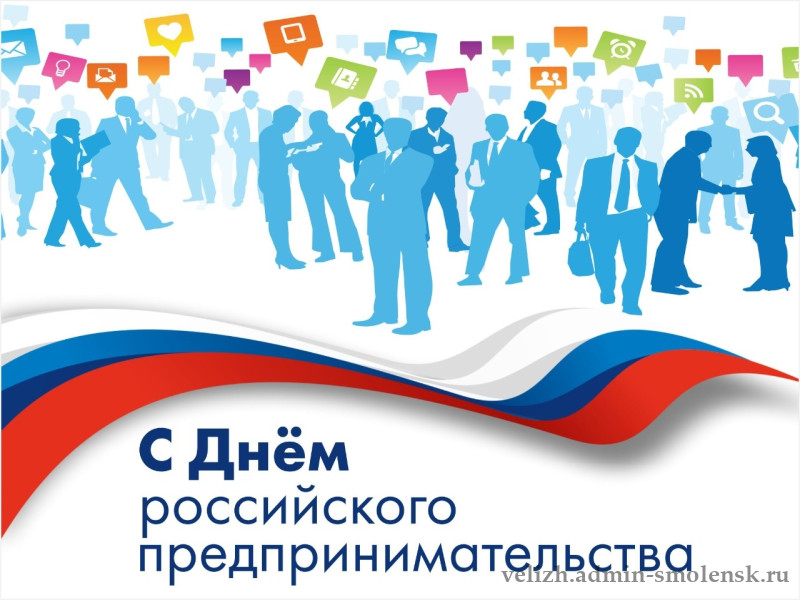 С Днём
российского
предпринимательства
velizh.admin-smolensk.ru